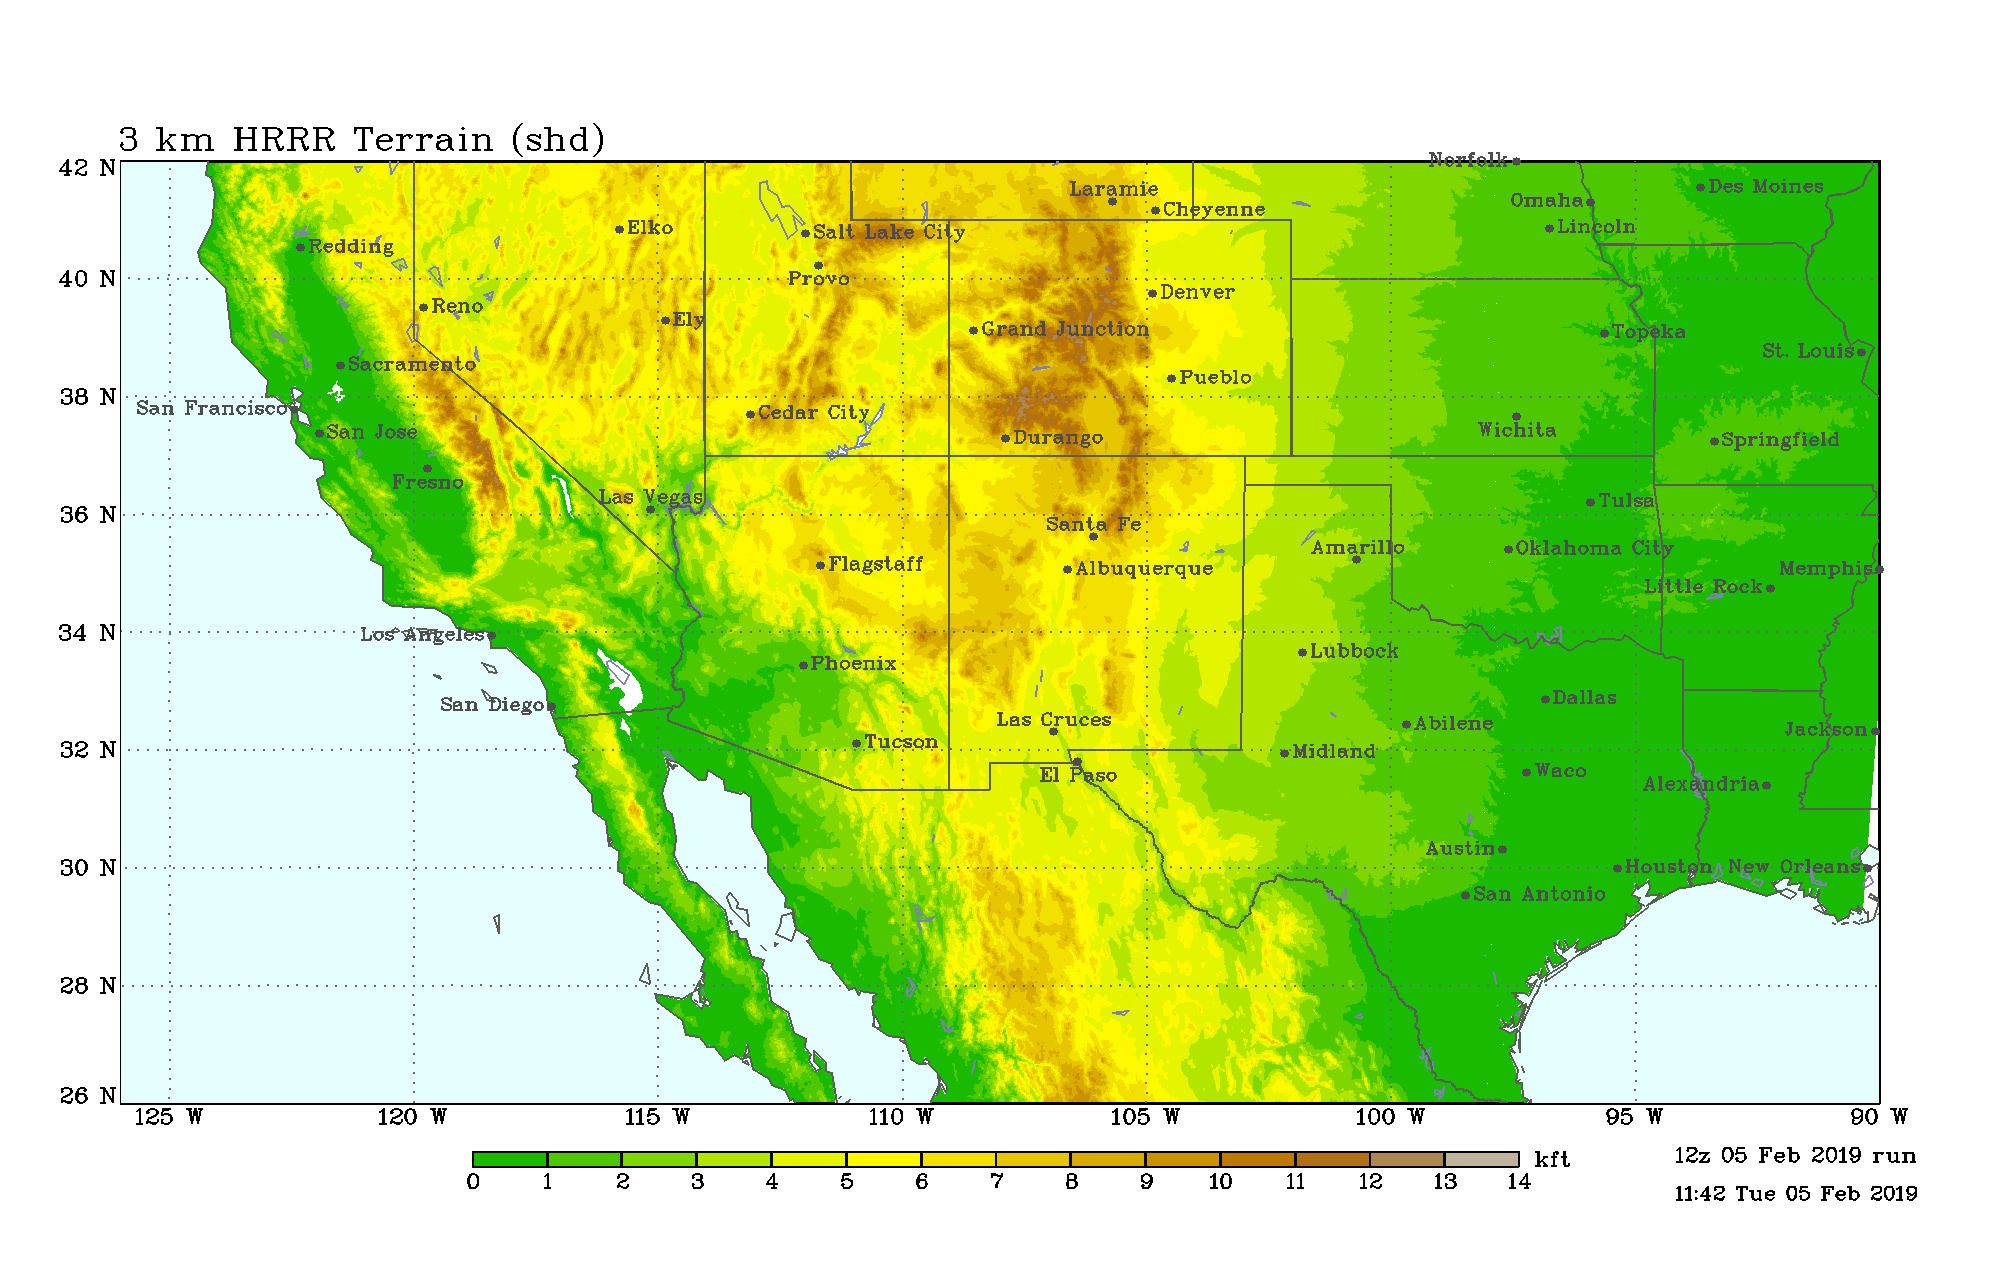 3 km HRRR Terrain (shd)
42 N
Norfolk
Des Moines
Laramie
Omaha
Cheyenne
Elko
Lincoln
Salt Lake City
Redding
40 N
Provo
Denver
Reno
Ely
Grand Junction
Topeka
St. Louis
Sacramento
Pueblo
38 N
San Francisco
Cedar City
San Jose
Durango
Wichita
Springfield
Fresno
Las Vegas
Tulsa
36 N
Santa Fe
Amarillo
Oklahoma City
Flagstaff
Albuquerque
Memphis
Little Rock
34 N
Los Angeles
Lubbock
Phoenix
San Diego
Dallas
Las Cruces
Abilene
Jackson
32 N
Tucson
Midland
El Paso
Waco
Alexandria
Austin
30 N
Houston
New Orleans
San Antonio
28 N
26 N
125 W 120 W 115 W 110 W 105 W 100 W 95 W 90 W
0 1 2 3 4 5 6 7 8 9 10 11 12 13 14 kft
12z 05 Feb 2019 run
11:42 Tue 05 Feb 2019